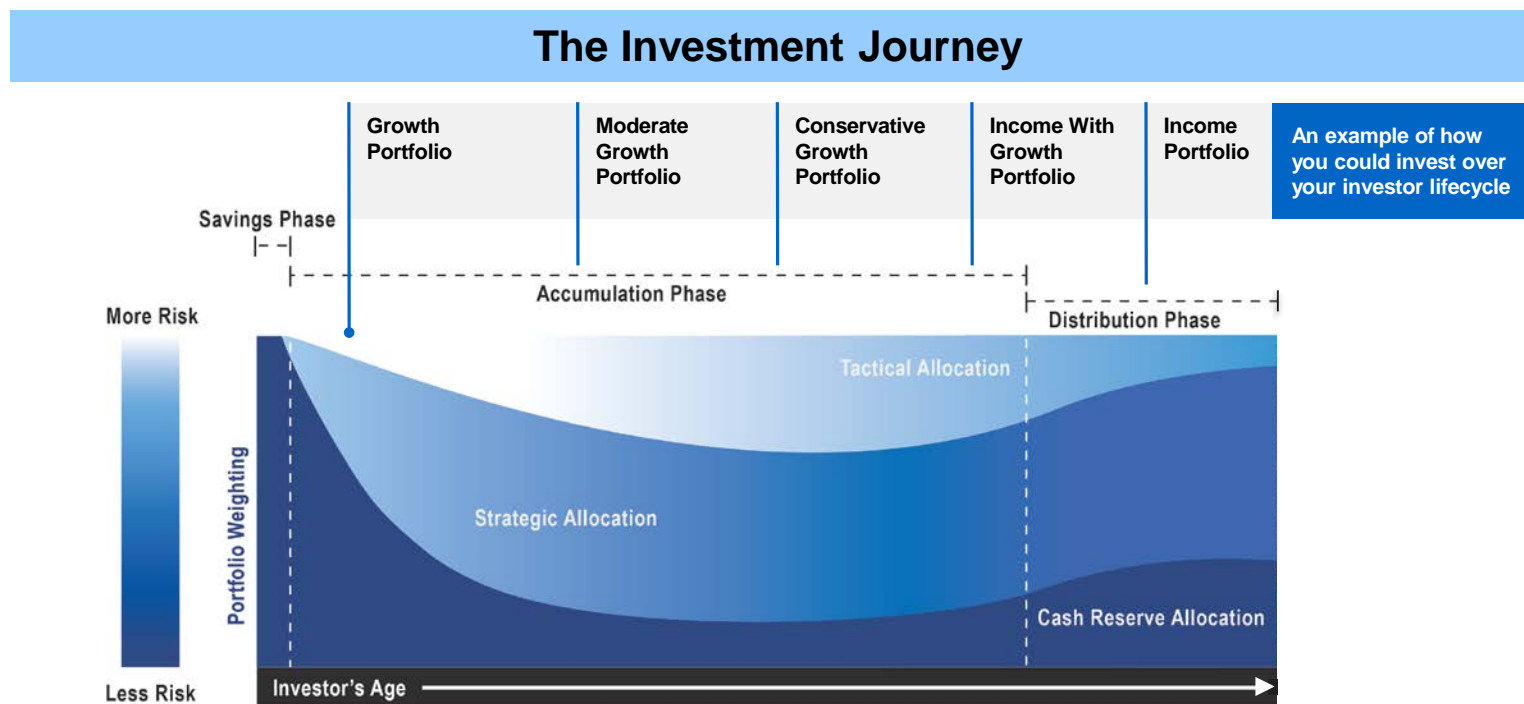 The Investment Journey
Growth
Portfolio
Moderate
Growth
Portfolio
Conservative
Growth
Portfolio
Income With
Growth
Portfolio
Income
Portfolio
An example of how
you could invest over
your investor lifecycle
Savings Phase
Accumulation Phase
Distribution Phase
More Risk
Less Risk
Portfolio Weighting
Tactical Allocation
Strategic Allocation
Cash Reserve Allocation
Investor's Age